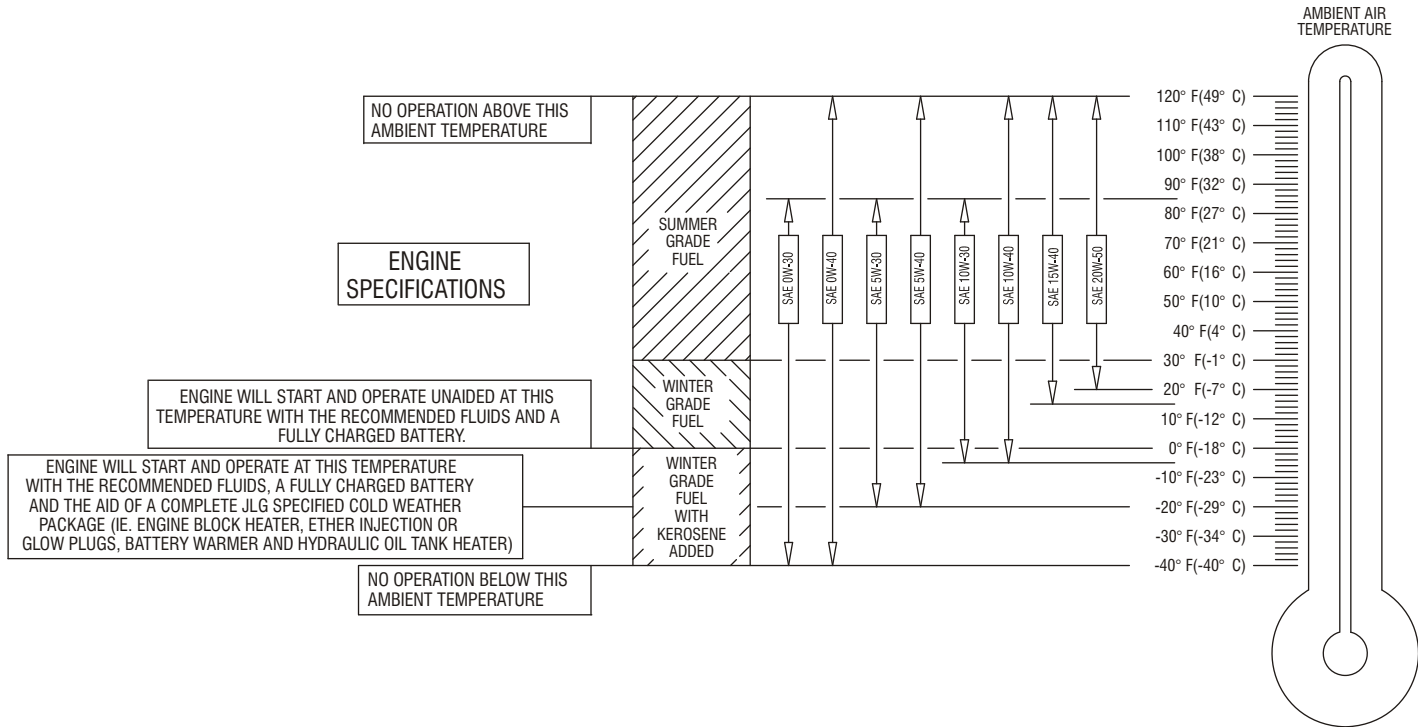 AMBIENT AIR
TEMPERATURE
NO OPERATION ABOVE THIS
AMBIENT TEMPERATURE
120° F(49° C)
110° F(43° C)
100° F(38° C)
90° F(32° C)
80° F(27° C)
70° F(21° C)
60° F(16° C)
50° F(10° C)
40° F(4° C)
30° F(-1° C)
20° F(-7° C)
10° F(-12° C)
0° F(-18° C)
-10° F(-23° C)
-20° F(-29° C)
-30° F(-34° C)
-40° F(-40° C)
SUMMER
GRADE
FUEL
ENGINE
SPECIFICATIONS
SAE 0W-30
SAE 0W-40
SAE 5W-30
SAE 5W-40
SAE 10W-30
SAE 10W-40
SAE 15W-40
SAE 20W-50
WINTER
GRADE
FUEL
ENGINE WILL START AND OPERATE UNAIDED AT THIS
TEMPERATURE WITH THE RECOMMENDED FLUIDS AND A
FULLY CHARGED BATTERY.
WINTER
GRADE
FUEL
WITH
KEROSENE
ADDED
ENGINE WILL START AND OPERATE AT THIS TEMPERATURE
WITH THE RECOMMENDED FLUIDS, A FULLY CHARGED BATTERY
AND THE AID OF A COMPLETE JLG SPECIFIED COLD WEATHER
PACKAGE (IE. ENGINE BLOCK HEATER, ETHER INJECTION OR
GLOW PLUGS, BATTERY WARMER AND HYDRAULIC OIL TANK HEATER)
NO OPERATION BELOW THIS
AMBIENT TEMPERATURE